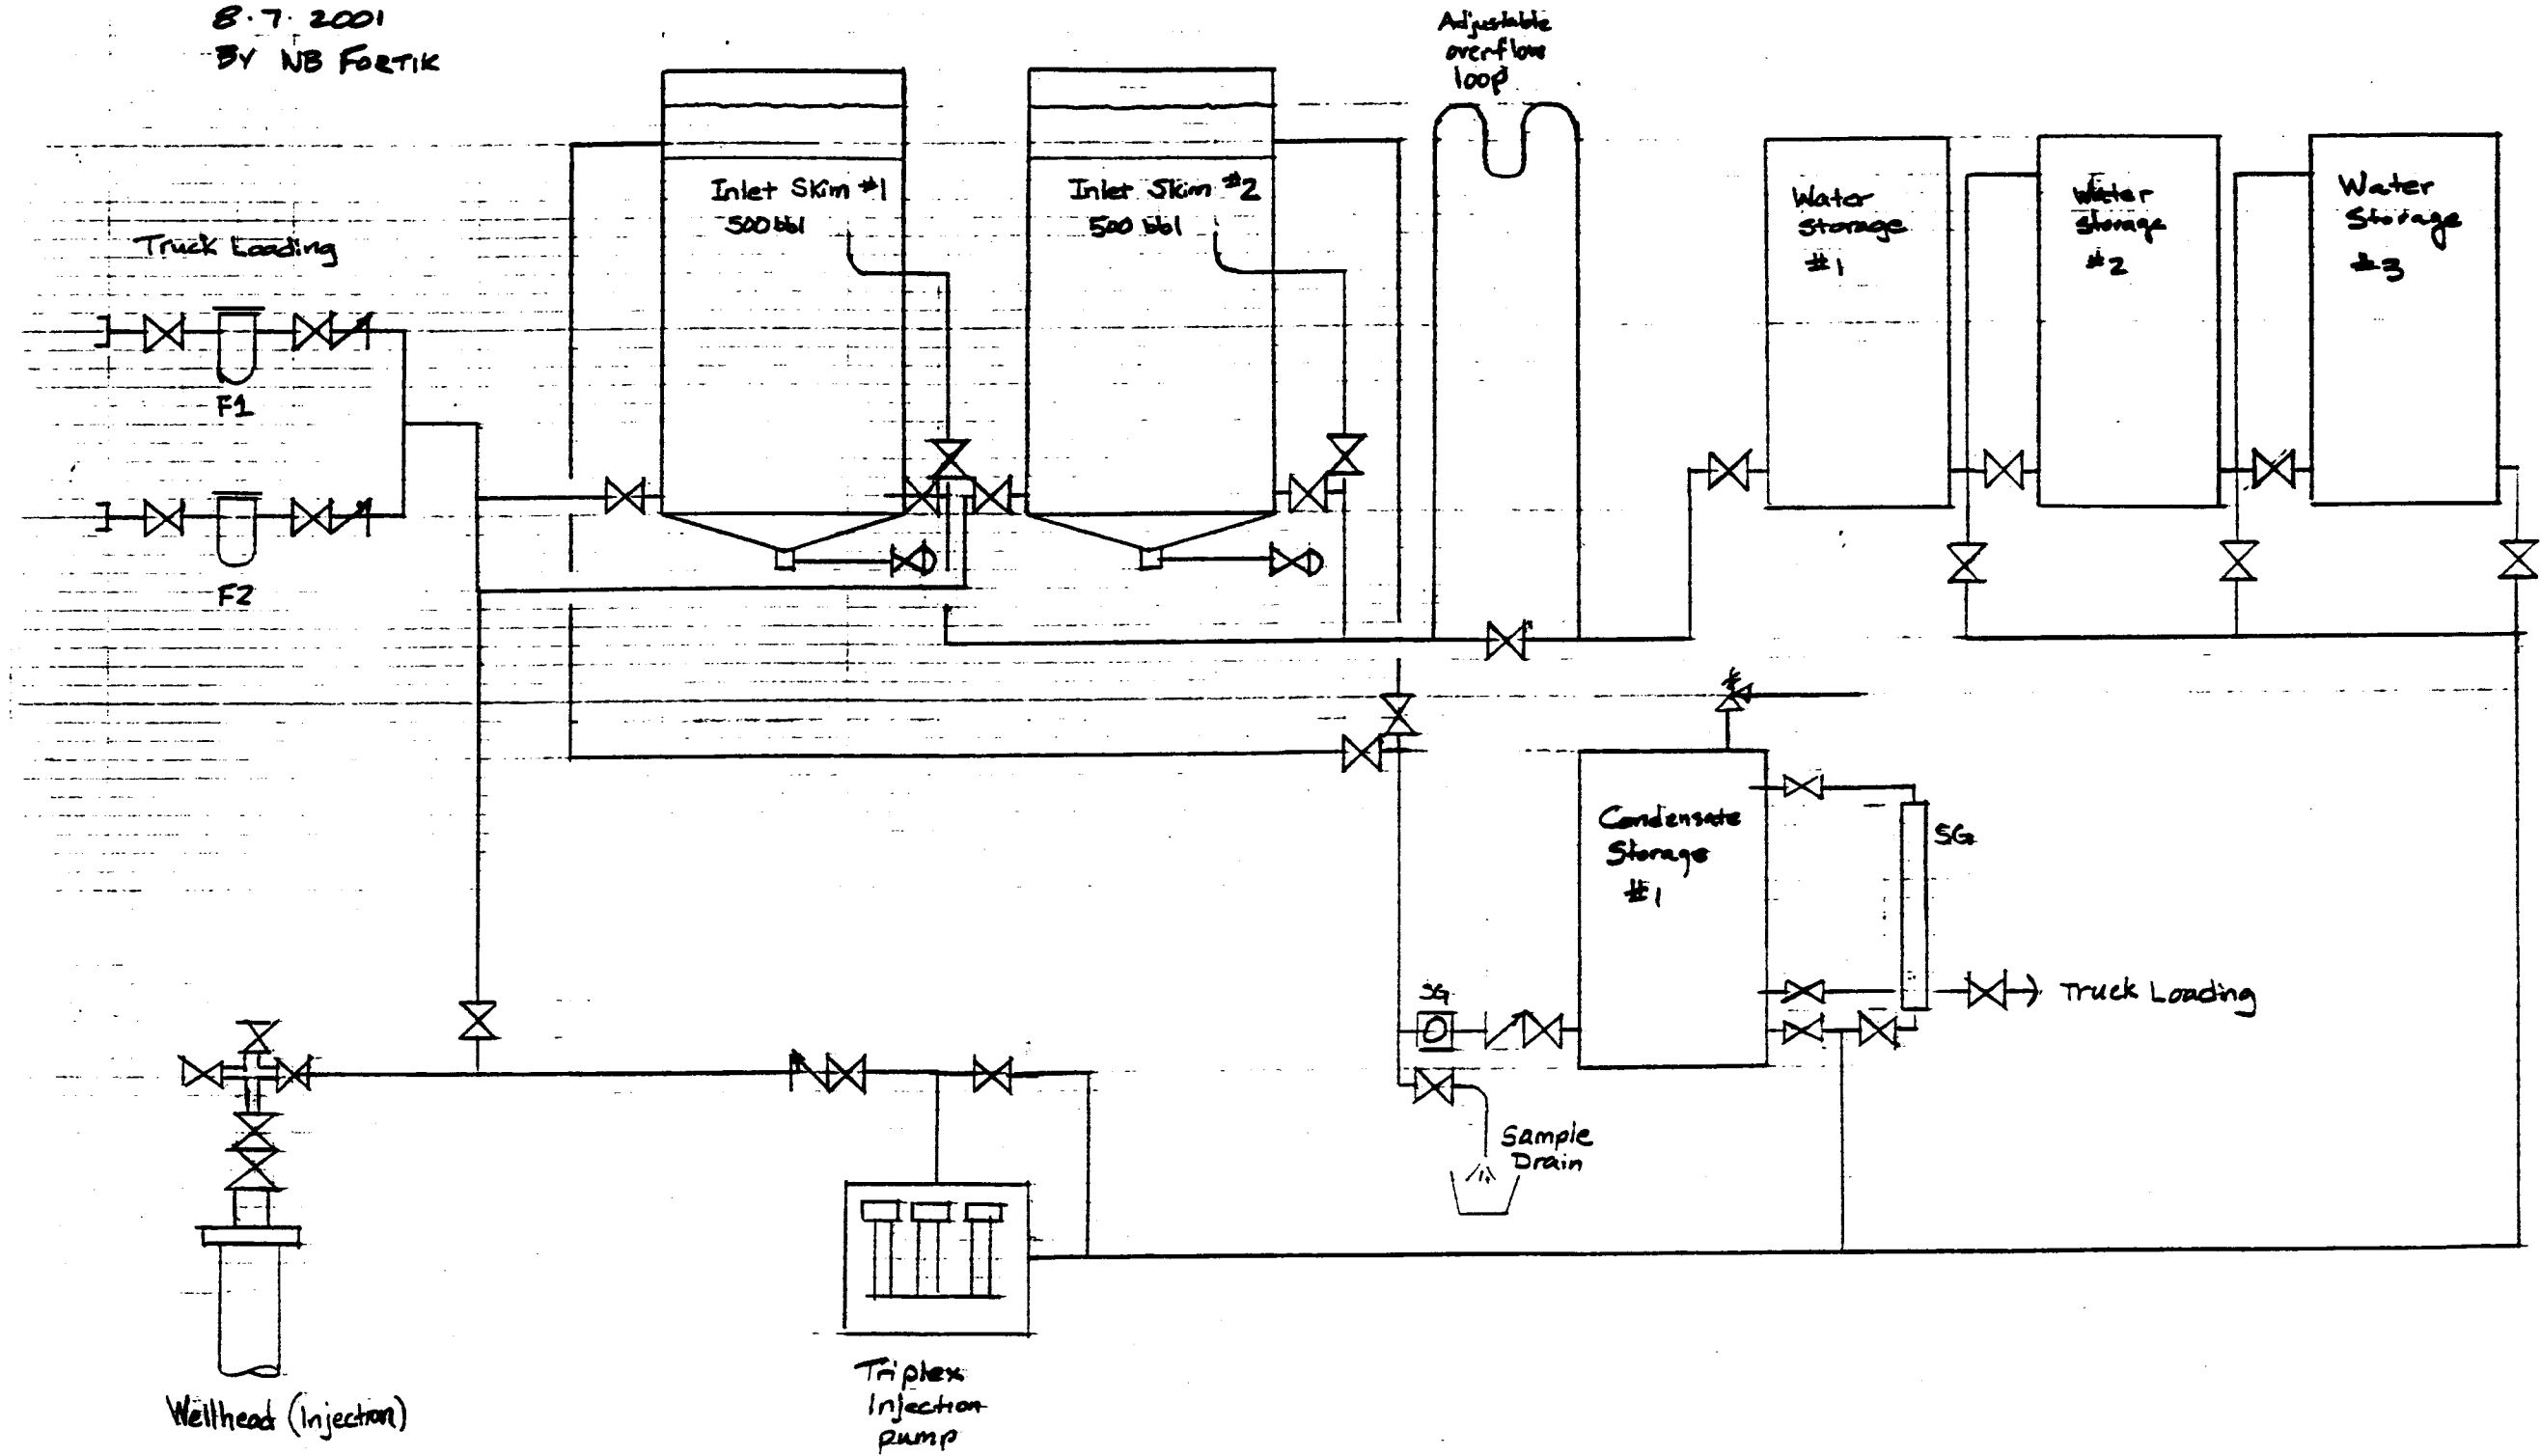 8.7.2001
BY NB FORTIK
Adjustable
overflow
loop
Inlet Skim #1
500 bbl
Inlet Skim #2
500 bbl
Water
Storage
#1
Water
Storage
#2
Water
Storage
#3
Truck Loading
F1
F2
Condensate
Storage
#1
SG
SG
Truck Loading
Sample
Drain
Triplex
Injection
pump
Wellhead (Injection)